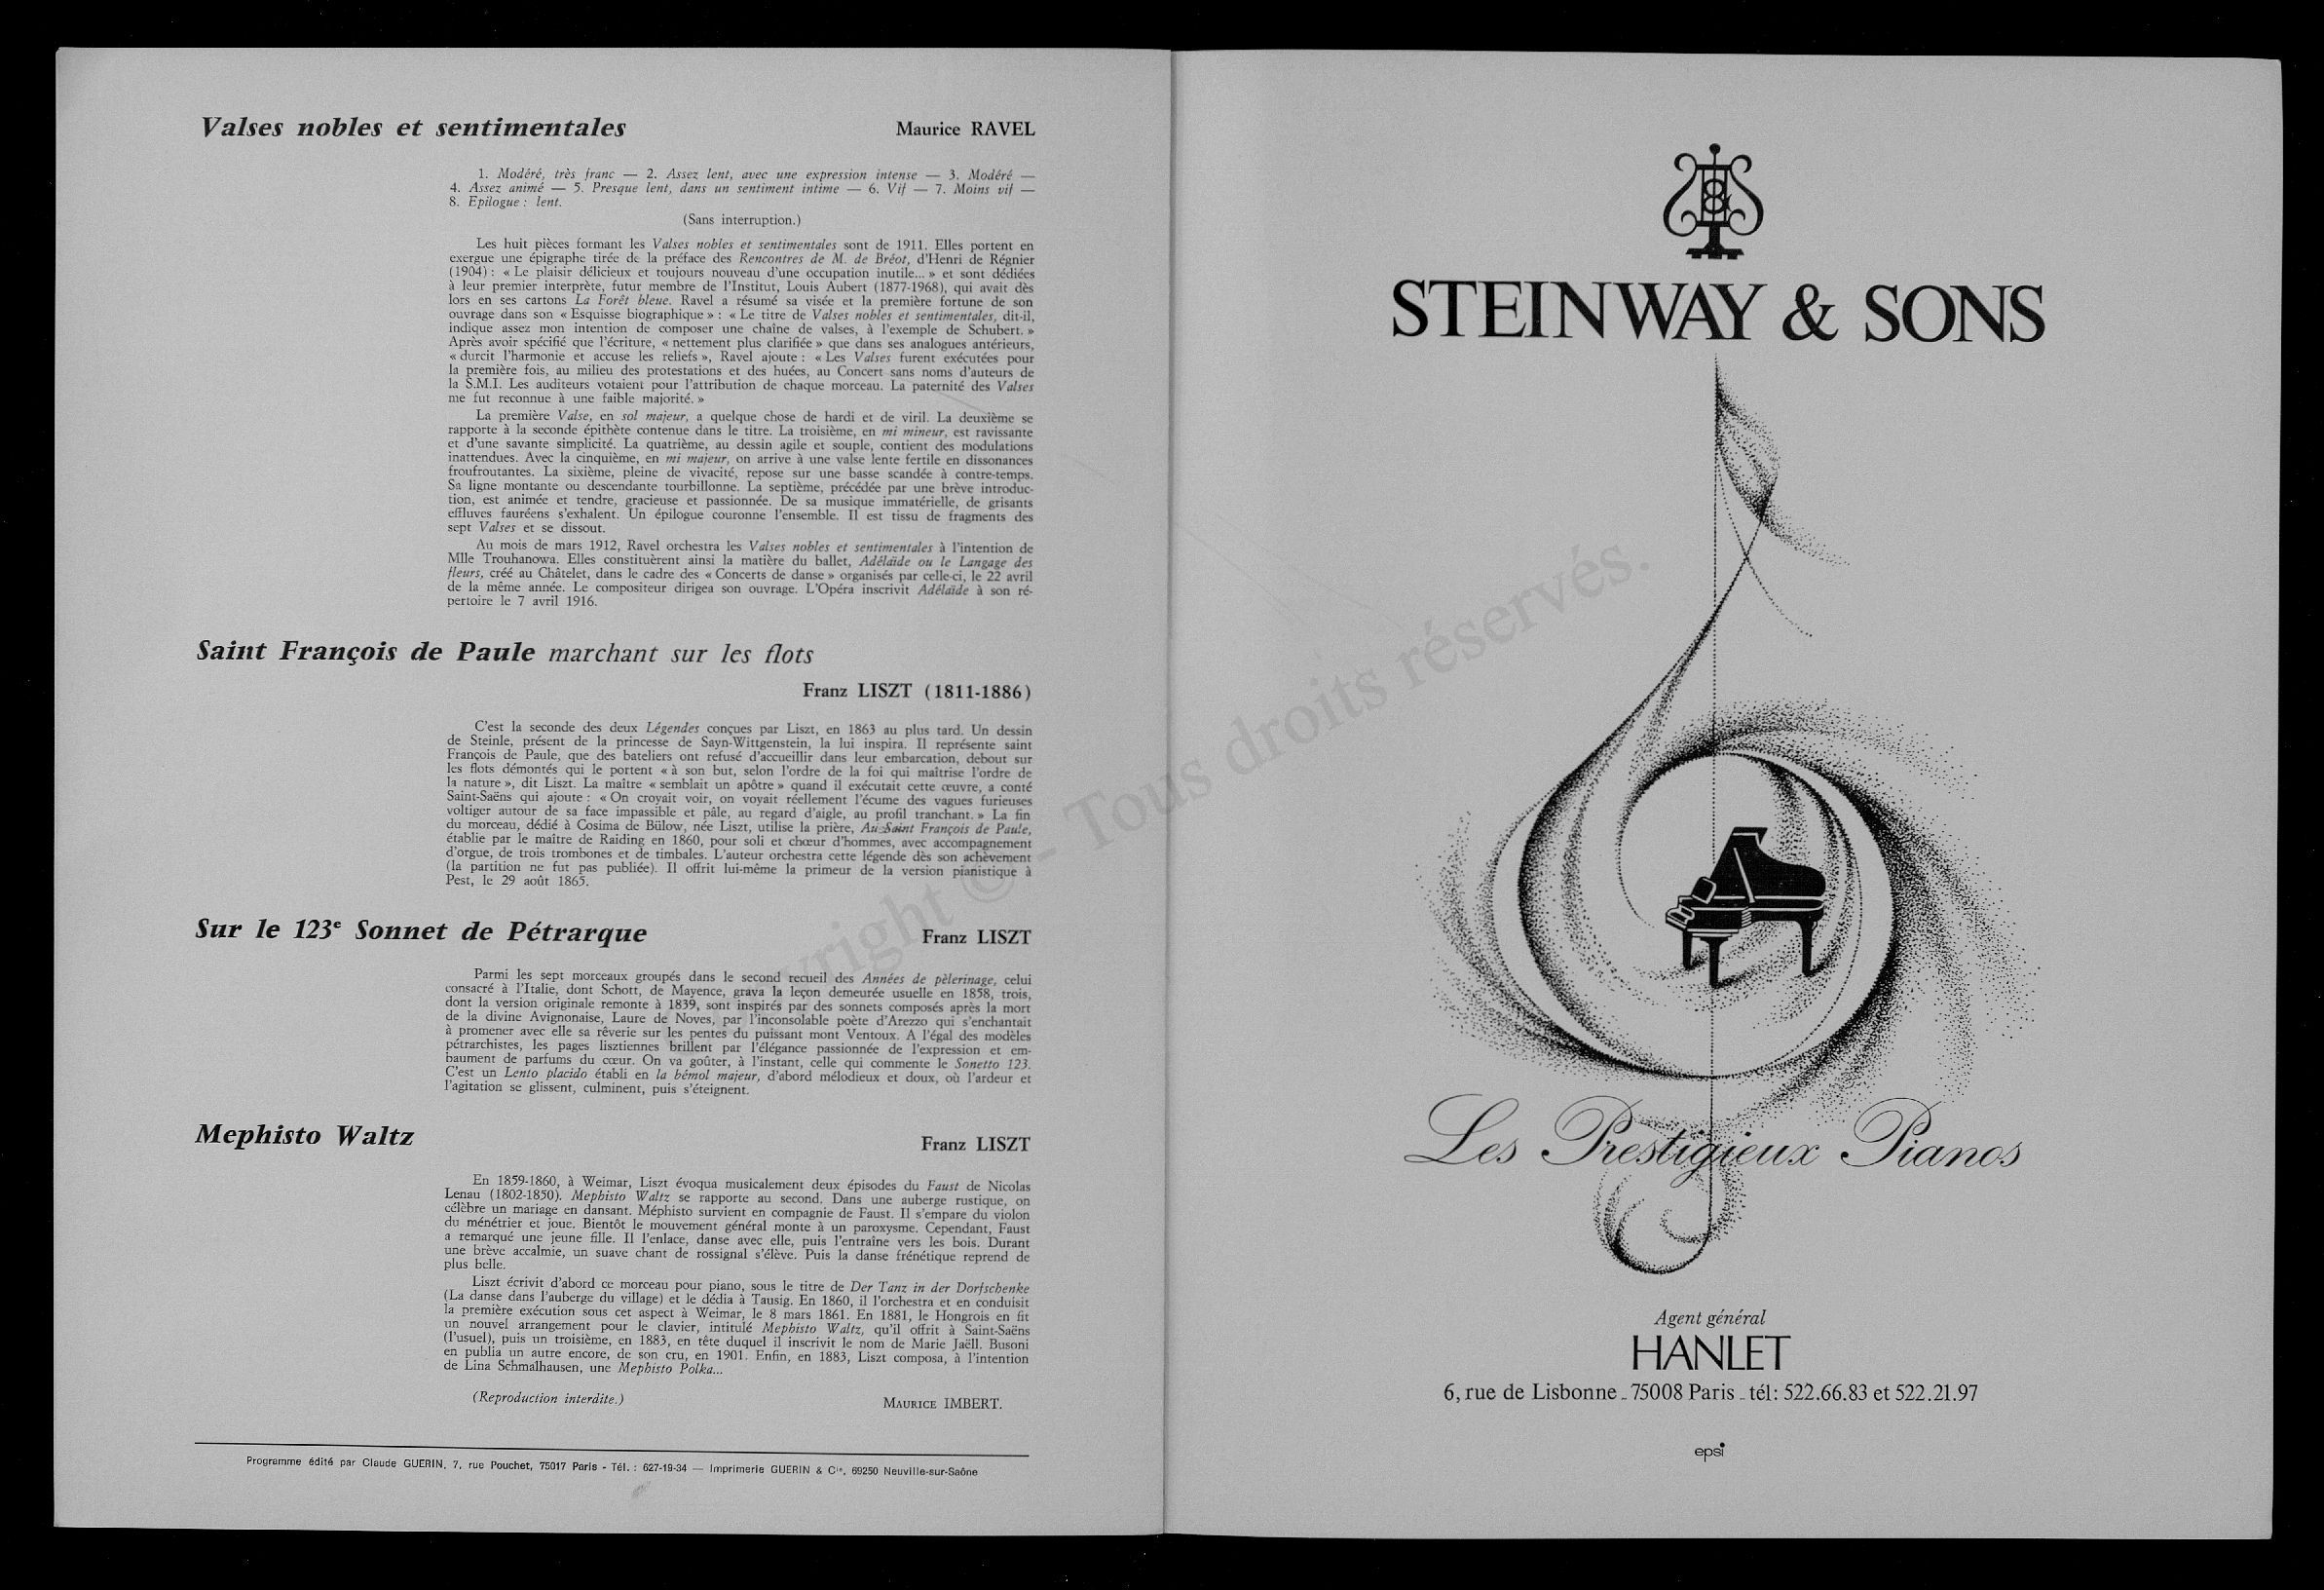 Valses nobles et sentimentales Maurice RAVEL
1. Modéré, très franc — 2. Assez lent, avec une expression intense — 3. Modéré —
4. Assez animé — 5. Presque lent, dans un sentiment intime — 6. Vif — 7. Moins vif —
8. Epilogue : lent.
(Sans interruption.)
Les huit pièces formant les Valses nobles et sentimentales sont de 1911. Elles portent en
exergue une épigraphe tirée de la préface des Rencontres de M. de Bréot, d'Henri de Régnier
(1904) : « Le plaisir délicieux et toujours nouveau d'une occupation inutile... » et sont dédiées
à leur premier interprète, futur membre de l'Institut, Louis Aubert (1877-1968), qui avait dès
lors en ses cartons La Forêt bleue. Ravel a résumé sa visée et la première fortune de son
ouvrage dans son « Esquisse biographique » : « Le titre de Valses nobles et sentimentales, dit-il,
indique assez mon intention de composer une chaîne de valses, à l'exemple de Schubert. »
Après avoir spécifié que l'écriture, « nettement plus clarifiée » que dans ses analogues antérieurs,
« durcit l'harmonie et accuse les reliefs », Ravel ajoute : « Les Valses furent exécutées pour
la première fois, au milieu des protestations et des huées, au Concert sans noms d'auteurs de
la S.M.I. Les auditeurs votaient pour l'attribution de chaque morceau. La paternité des Valses
me fut reconnue à une faible majorité. »
La première Valse, en sol majeur, a quelque chose de hardi et de viril. La deuxième se
rapporte à la seconde épithète contenue dans le titre. La troisième, en mi mineur, est ravissante
et d'une savante simplicité. La quatrième, au dessin agile et souple, contient des modulations
inattendues. Avec la cinquième, en mi majeur, on arrive à une valse lente fertile en dissonances
froufroutantes. La sixième, pleine de vivacité, repose sur une basse scandée à contre-temps.
Sa ligne montante ou descendante tourbillonne. La septième, précédée par une brève introduc-
tion, est animée et tendre, gracieuse et passionnée. De sa musique immatérielle, de grisants
effluves fauréens s'exhalent. Un épilogue couronne l'ensemble. Il est tissu de fragments des
sept Valses et se dissout.
Au mois de mars 1912, Ravel orchestra les Valses nobles et sentimentales à l'intention de
Mlle Trouhanowa. Elles constituèrent ainsi la matière du ballet, Adélaïde ou le Langage des
fleurs, créé au Châtelet, dans le cadre des « Concerts de danse » organisés par celle-ci, le 22 avril
de la même année. Le compositeur dirigea son ouvrage. L'Opéra inscrivit Adélaïde à son ré-
pertoire le 7 avril 1916.
Saint François de Paule marchant sur les flots
Franz LISZT (1811-1886)
C'est la seconde des deux Légendes conçues par Liszt, en 1863 au plus tard. Un dessin
de Steinle, présent de la princesse de Sayn-Wittgenstein, la lui inspira. Il représente saint
François de Paule, que des bateliers ont refusé d'accueillir dans leur embarcation, debout sur
les flots démontés qui le portent « à son but, selon l'ordre de la foi qui maîtrise l'ordre de
la nature », dit Liszt. La maître « semblait un apôtre » quand il exécutait cette œuvre, a conté
Saint-Saëns qui ajoute : « On croyait voir, on voyait réellement l'écume des vagues furieuses
voltiger autour de sa face impassible et pâle, au regard d'aigle, au profil tranchant. » La fin
du morceau, dédié à Cosima de Bülow, née Liszt, utilise la prière, Au Saint François de Paule,
établie par le maître de Raiding en 1860, pour soli et chœur d'hommes, avec accompagnement
d'orgue, de trois trombones et de timbales. L'auteur orchestra cette légende dès son achèvement
(la partition ne fut pas publiée). Il offrit lui-même la primeur de la version pianistique à
Pest, le 29 août 1865.
Sur le 123e Sonnet de Pétrarque Franz LISZT
Parmi les sept morceaux groupés dans le second recueil des Années de pèlerinage, celui
consacré à l'Italie, dont Schott, de Mayence, grava la leçon demeurée usuelle en 1858, trois,
dont la version originale remonte à 1839, sont inspirés par des sonnets composés après la mort
de la divine Avignonaise, Laure de Noves, par l'inconsolable poète d'Arezzo qui s'enchantait
à promener avec elle sa rêverie sur les pentes du puissant mont Ventoux. A l'égal des modèles
pétrarchistes, les pages lisztiennes brillent par l'élégance passionnée de l'expression et em-
baument de parfums du cœur. On va goûter, à l'instant, celle qui commente le Sonetto 123.
C'est un Lento placido établi en la bémol majeur, d'abord mélodieux et doux, où l'ardeur et
l'agitation se glissent, culminent, puis s'éteignent.
Mephisto Waltz Franz LISZT
En 1859-1860, à Weimar, Liszt évoqua musicalement deux épisodes du Faust de Nicolas
Lenau (1802-1850). Mephisto Waltz se rapporte au second. Dans une auberge rustique, on
célèbre un mariage en dansant. Méphisto survient en compagnie de Faust. Il s'empare du violon
du ménétrier et joue. Bientôt le mouvement général monte à un paroxysme. Cependant, Faust
a remarqué une jeune fille. Il l'enlace, danse avec elle, puis l'entraîne vers les bois. Durant
une brève accalmie, un suave chant de rossignal s'élève. Puis la danse frénétique reprend de
plus belle.
Liszt écrivit d'abord ce morceau pour piano, sous le titre de Der Tanz in der Dorfschenke
(La danse dans l'auberge du village) et le dédia à Tausig. En 1860, il l'orchestra et en conduisit
la première exécution sous cet aspect à Weimar, le 8 mars 1861. En 1881, le Hongrois en fit
un nouvel arrangement pour le clavier, intitulé Mephisto Waltz, qu'il offrit à Saint-Saëns
(l'usuel), puis un troisième, en 1883, en tête duquel il inscrivit le nom de Marie Jaëll. Busoni
en publia un autre encore, de son cru, en 1901. Enfin, en 1883, Liszt composa, à l'intention
de Lina Schmalhausen, une Mephisto Polka...
(Reproduction interdite.) MAURICE IMBERT.
Programme édité par Claude GUERIN, 7, rue Pouchet, 75017 Paris - Tél. : 627-19-34 — Imprimerie GUERIN & Cie, 69250 Neuville-sur-Saône
STEINWAY & SONS
Les Prestigieux Pianos
Agent général
HANLET
6, rue de Lisbonne - 75008 Paris - tél: 522.66.83 et 522.21.97
epsi
© - Tous droits réservés.